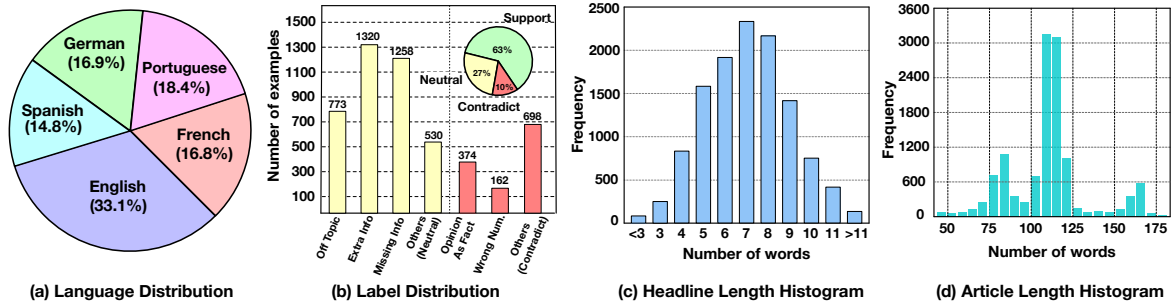 German
(16.9%)
Portuguese
(18.4%)
Spanish
(14.8%)
French
(16.8%)
English
(33.1%)
(a) Language Distribution
Number of examples
1500
1300
1100
900
700
500
300
100
773
1320
1258
530
374
162
698
Support
63%
Neutral
27%
10%
Contradict
Off Topic
Extra Info
Missing Info
Others
(Neutral)
Opinion
As Fact
Wrong Num.
Others
(Contradict)
(b) Label Distribution
Frequency
2500
2000
1500
1000
500
0
<3 3 4 5 6 7 8 9 10 11 >11
Number of words
(c) Headline Length Histogram
Frequency
3600
3000
2400
1800
1200
600
0
50 75 100 125 150 175
Number of words
(d) Article Length Histogram